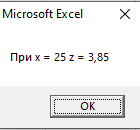 Microsoft Excel
При x = 25 z = 3,85
OK